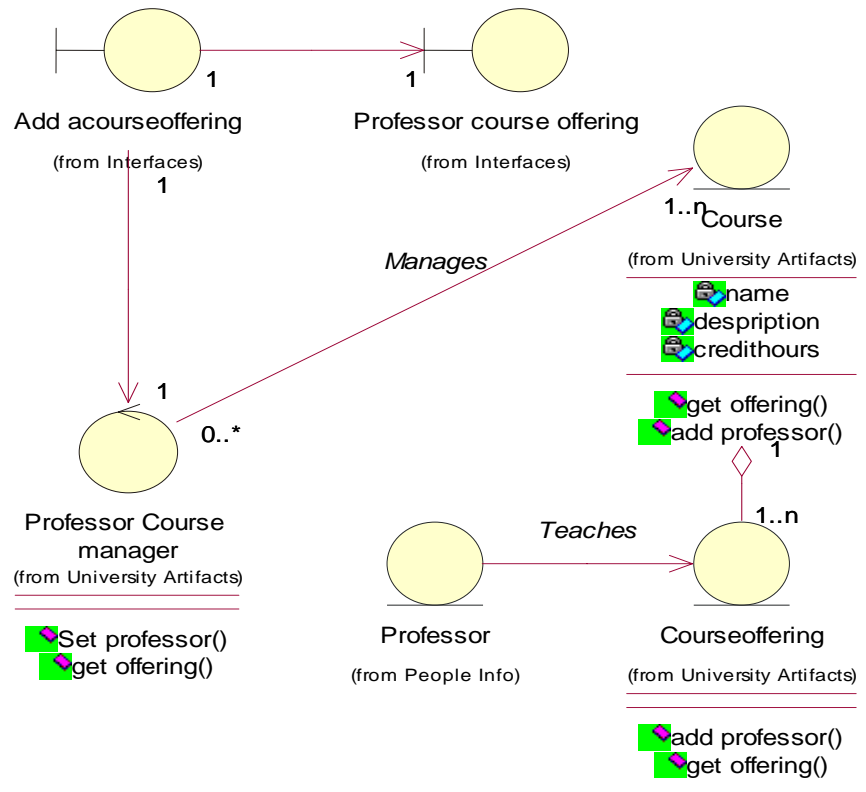 1
1
Add acourseoffering
(from Interfaces)
Professor course offering
(from Interfaces)
1
1
Professor Course
manager
(from University Artifacts)
Set professor()
get offering()
0..*
Manages
1..n
Course
(from University Artifacts)
name
despription
credithours
get offering()
add professor()
1
1..n
Teaches
Professor
(from People Info)
Courseoffering
(from University Artifacts)
add professor()
get offering()